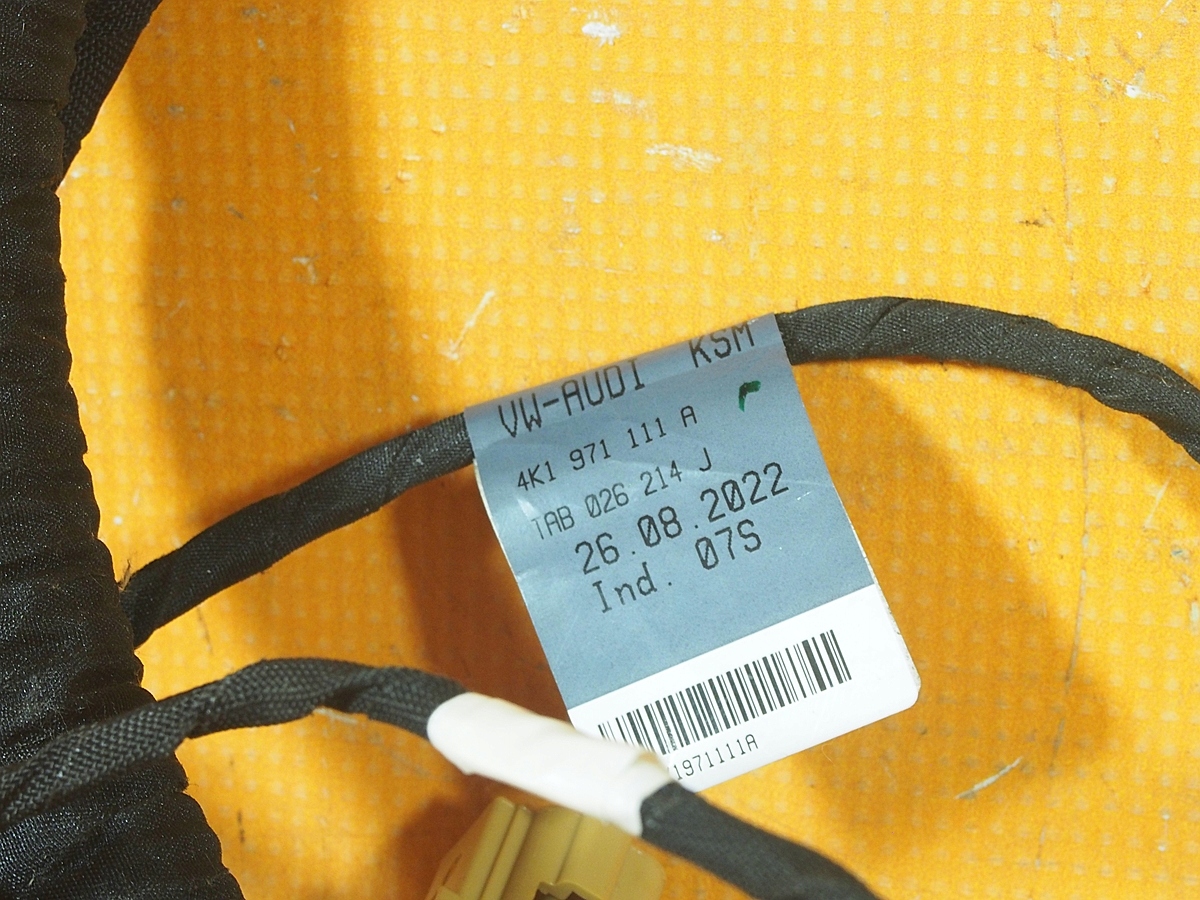 VW-AUDI KSM
4K1 971 111 A
TAB 026 214 J
26.08.2022
Ind. 07S
1971111A